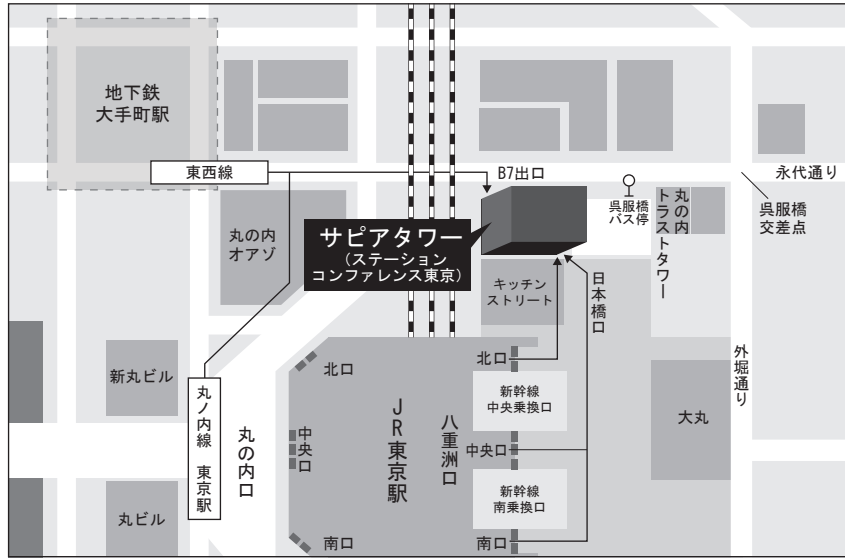 地下鉄
大手町駅
東西線
B7出口
永代通り
呉服橋
バス停
丸の内
トラストタワー
呉服橋
交差点
丸の内
オアゾ
サピアタワー
(ステーション
コンファレンス東京)
キッチン
ストリート
日本橋口
外堀通り
新丸ビル
丸ノ内線 東京駅
丸の内口
北口
中央口
南口
JR東京駅
八重洲口
北口
新幹線
中央乗換口
中央口
新幹線
南乗換口
南口
大丸
丸ビル